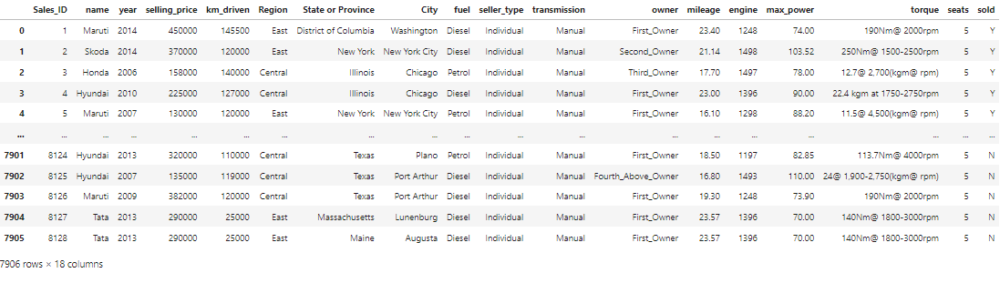 Sales_ID name year selling_price km_driven Region State or Province City fuel seller_type transmission owner mileage engine max_power torque seats sold
0 1 Maruti 2014 450000 145500 East District of Columbia Washington Diesel Individual Manual First_Owner 23.40 1248 74.00 190Nm@ 2000rpm 5 Y
1 2 Skoda 2014 370000 120000 East New York New York City Diesel Individual Manual Second_Owner 21.14 1498 103.52 250Nm@ 1500-2500rpm 5 Y
2 3 Honda 2006 158000 140000 Central Illinois Chicago Petrol Individual Manual Third_Owner 17.70 1497 78.00 12.7@ 2,700(kgm@ rpm) 5 Y
3 4 Hyundai 2010 225000 127000 Central Illinois Chicago Diesel Individual Manual First_Owner 23.00 1396 90.00 22.4 kgm at 1750-2750rpm 5 Y
4 5 Maruti 2007 130000 120000 East New York New York City Petrol Individual Manual First_Owner 16.10 1298 88.20 11.5@ 4,500(kgm@ rpm) 5 Y
... ... ... ... ... ... ... ... ... ... ... ... ... ... ... ... ... ... ...
7901 8124 Hyundai 2013 320000 110000 Central Texas Plano Petrol Individual Manual First_Owner 18.50 1197 82.85 113.7Nm@ 4000rpm 5 N
7902 8125 Hyundai 2007 135000 119000 Central Texas Port Arthur Diesel Individual Manual Fourth_Above_Owner 16.80 1493 110.00 24@ 1,900-2,750(kgm@ rpm) 5 N
7903 8126 Maruti 2009 382000 120000 Central Texas Port Arthur Diesel Individual Manual First_Owner 19.30 1248 73.90 190Nm@ 2000rpm 5 N
7904 8127 Tata 2013 290000 25000 East Massachusetts Lunenburg Diesel Individual Manual First_Owner 23.57 1396 70.00 140Nm@ 1800-3000rpm 5 N
7905 8128 Tata 2013 290000 25000 East Maine Augusta Diesel Individual Manual First_Owner 23.57 1396 70.00 140Nm@ 1800-3000rpm 5 N
7906 rows × 18 columns